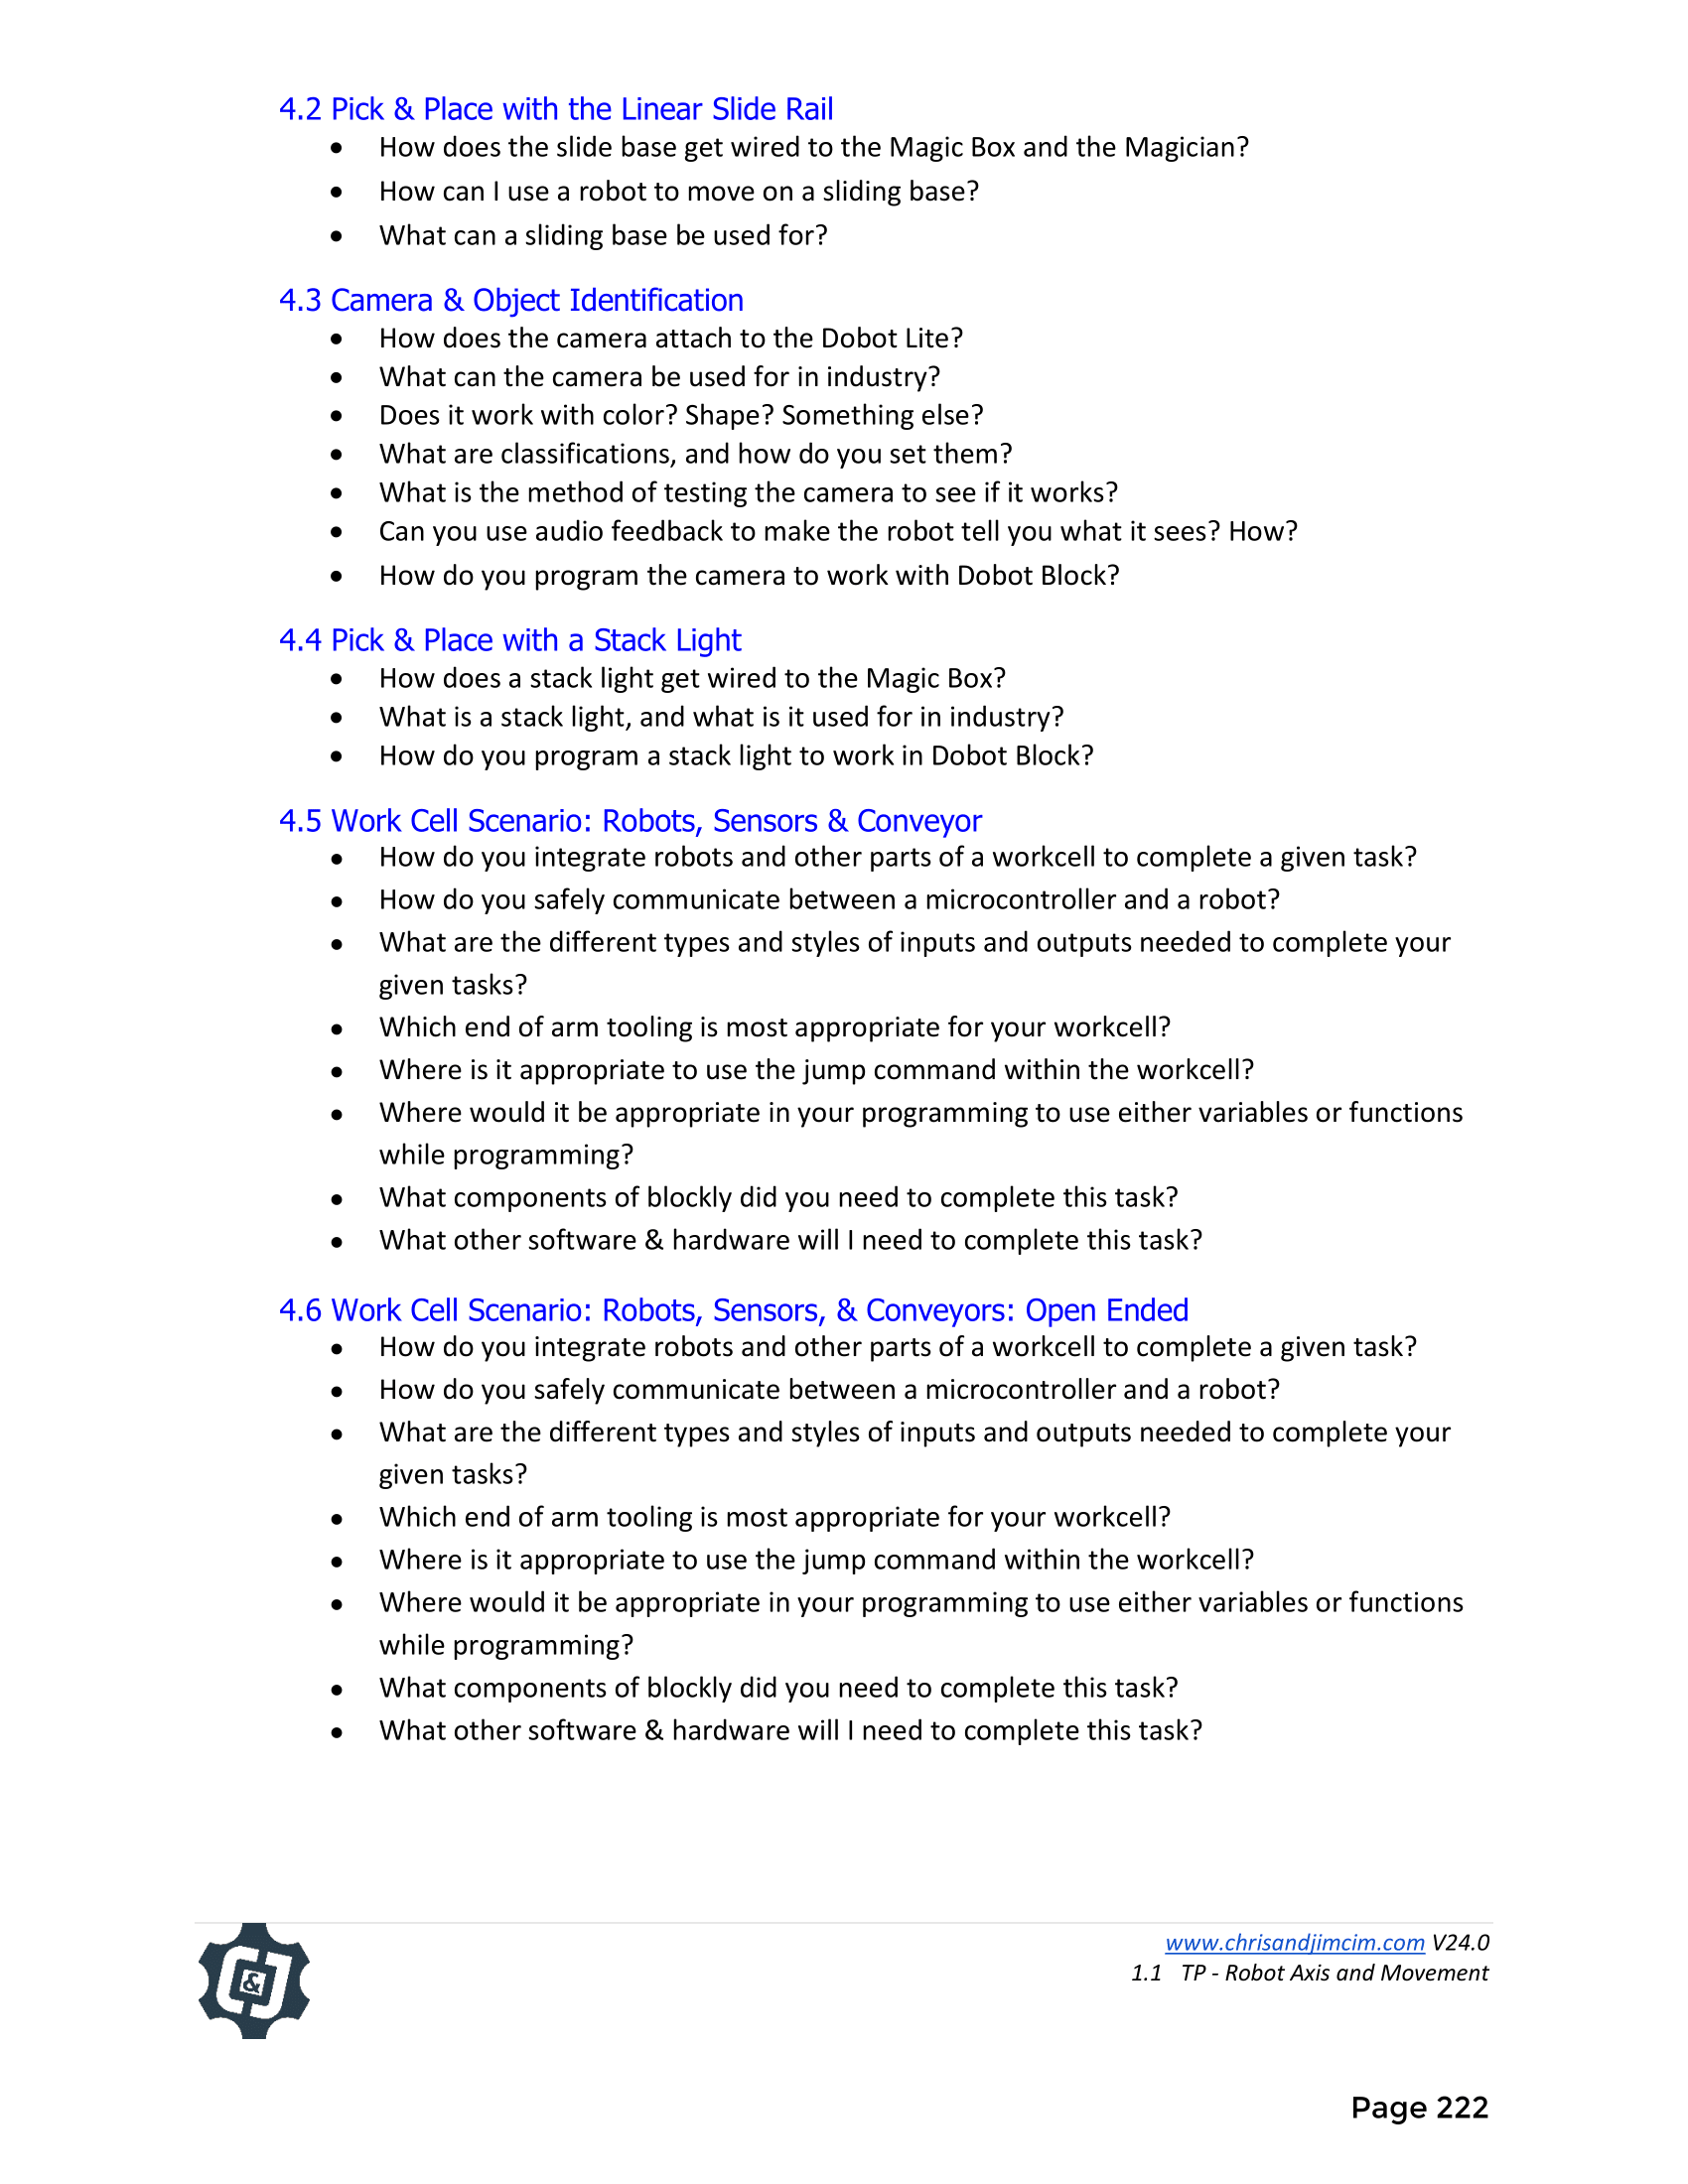 4.2 Pick & Place with the Linear Slide Rail
• How does the slide base get wired to the Magic Box and the Magician?
• How can I use a robot to move on a sliding base?
• What can a sliding base be used for?
4.3 Camera & Object Identification
• How does the camera attach to the Dobot Lite?
• What can the camera be used for in industry?
• Does it work with color? Shape? Something else?
• What are classifications, and how do you set them?
• What is the method of testing the camera to see if it works?
• Can you use audio feedback to make the robot tell you what it sees? How?
• How do you program the camera to work with Dobot Block?
4.4 Pick & Place with a Stack Light
• How does a stack light get wired to the Magic Box?
• What is a stack light, and what is it used for in industry?
• How do you program a stack light to work in Dobot Block?
4.5 Work Cell Scenario: Robots, Sensors & Conveyor
• How do you integrate robots and other parts of a workcell to complete a given task?
• How do you safely communicate between a microcontroller and a robot?
• What are the different types and styles of inputs and outputs needed to complete your
given tasks?
• Which end of arm tooling is most appropriate for your workcell?
• Where is it appropriate to use the jump command within the workcell?
• Where would it be appropriate in your programming to use either variables or functions
while programming?
• What components of blockly did you need to complete this task?
• What other software & hardware will I need to complete this task?
4.6 Work Cell Scenario: Robots, Sensors, & Conveyors: Open Ended
• How do you integrate robots and other parts of a workcell to complete a given task?
• How do you safely communicate between a microcontroller and a robot?
• What are the different types and styles of inputs and outputs needed to complete your
given tasks?
• Which end of arm tooling is most appropriate for your workcell?
• Where is it appropriate to use the jump command within the workcell?
• Where would it be appropriate in your programming to use either variables or functions
while programming?
• What components of blockly did you need to complete this task?
• What other software & hardware will I need to complete this task?
C&J
www.chrisandjimcim.com V24.0
1.1 TP - Robot Axis and Movement
Page 222